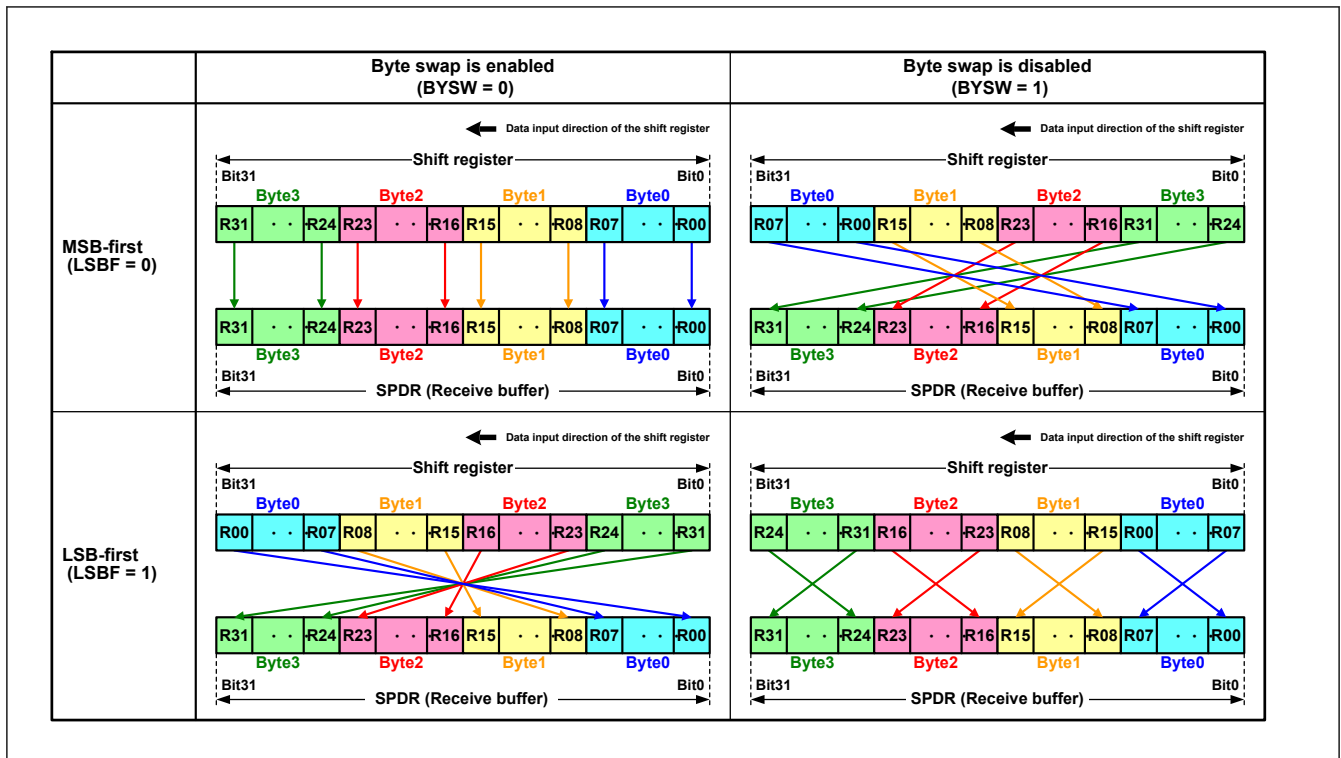 Byte swap is enabled
(BYSW = 0)
Byte swap is disabled
(BYSW = 1)
MSB-first
(LSBF = 0)
Data input direction of the shift register
Shift register
Bit31 Bit0
Byte3 Byte2 Byte1 Byte0
R31 · · R24 R23 · · R16 R15 · · R08 R07 · · R00
R31 · · R24 R23 · · R16 R15 · · R08 R07 · · R00
Byte3 Byte2 Byte1 Byte0
Bit31 Bit0
SPDR (Receive buffer)
Data input direction of the shift register
Shift register
Bit31 Bit0
Byte0 Byte1 Byte2 Byte3
R07 · · R00 R15 · · R08 R23 · · R16 R31 · · R24
R31 · · R24 R23 · · R16 R15 · · R08 R07 · · R00
Byte3 Byte2 Byte1 Byte0
Bit31 Bit0
SPDR (Receive buffer)
LSB-first
(LSBF = 1)
Data input direction of the shift register
Shift register
Bit31 Bit0
Byte0 Byte1 Byte2 Byte3
R00 · · R07 R08 · · R15 R16 · · R23 R24 · · R31
R31 · · R24 R23 · · R16 R15 · · R08 R07 · · R00
Byte3 Byte2 Byte1 Byte0
Bit31 Bit0
SPDR (Receive buffer)
Data input direction of the shift register
Shift register
Bit31 Bit0
Byte3 Byte2 Byte1 Byte0
R24 · · R31 R16 · · R23 R08 · · R15 R00 · · R07
R31 · · R24 R23 · · R16 R15 · · R08 R07 · · R00
Byte3 Byte2 Byte1 Byte0
Bit31 Bit0
SPDR (Receive buffer)